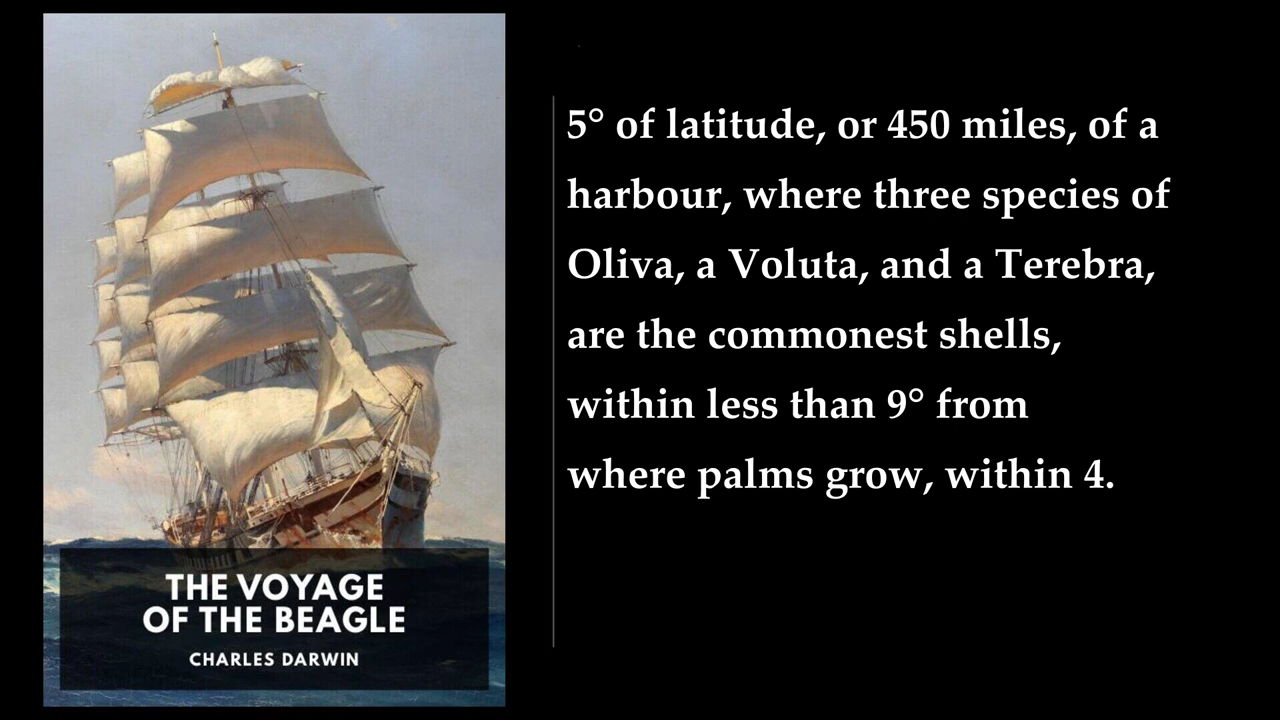 5° of latitude, or 450 miles, of a
harbour, where three species of
Oliva, a Voluta, and a Terebra,
are the commonest shells,
within less than 9° from
where palms grow, within 4.
THE VOYAGE
OF THE BEAGLE
CHARLES DARWIN